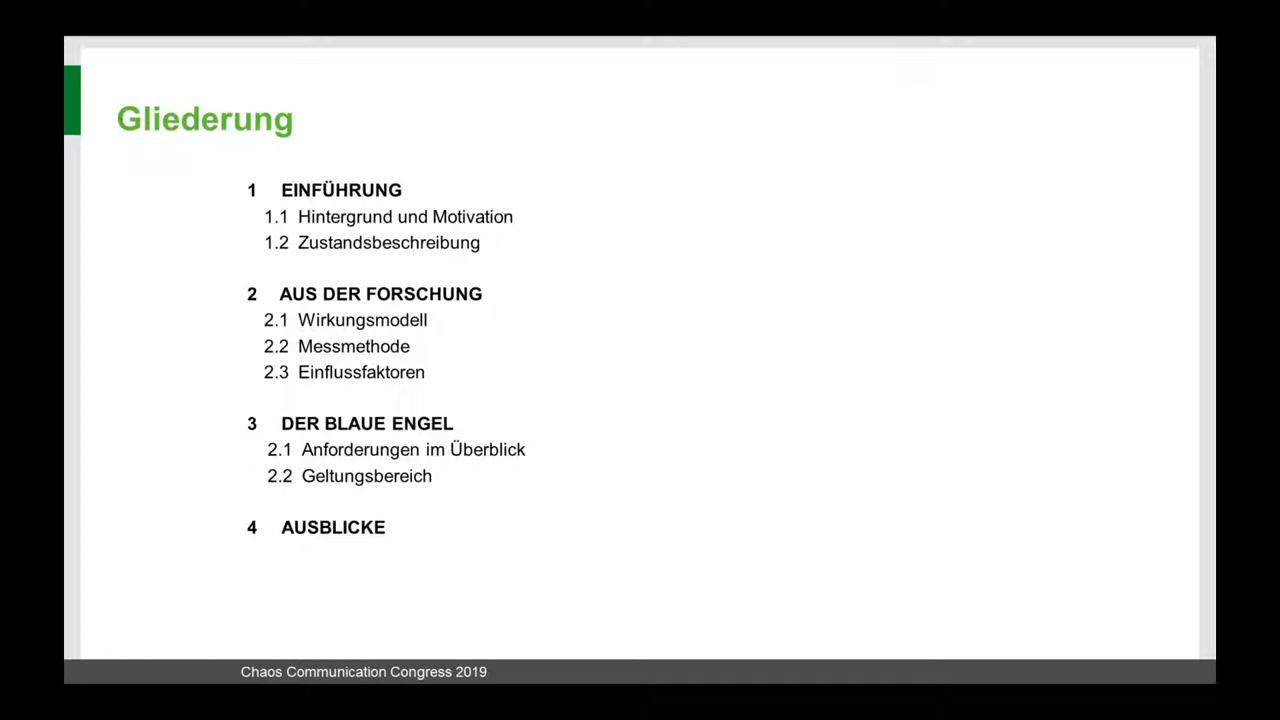 Gliederung
1 EINFÜHRUNG
1.1 Hintergrund und Motivation
1.2 Zustandsbeschreibung
2 AUS DER FORSCHUNG
2.1 Wirkungsmodell
2.2 Messmethode
2.3 Einflussfaktoren
3 DER BLAUE ENGEL
2.1 Anforderungen im Überblick
2.2 Geltungsbereich
4 AUSBLICKE
Chaos Communication Congress 2019